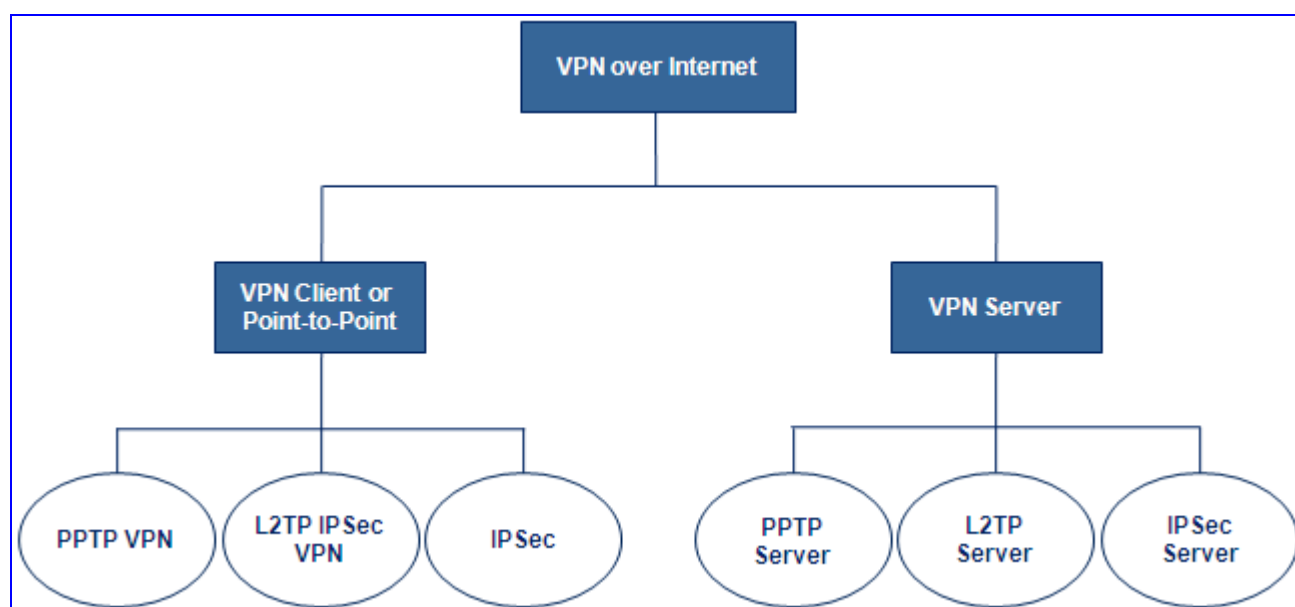 VPN over Internet
VPN Client or
Point-to-Point
VPN Server
PPTP VPN
L2TP IPSec
VPN
IPSec
PPTP
Server
L2TP
Server
IPSec
Server